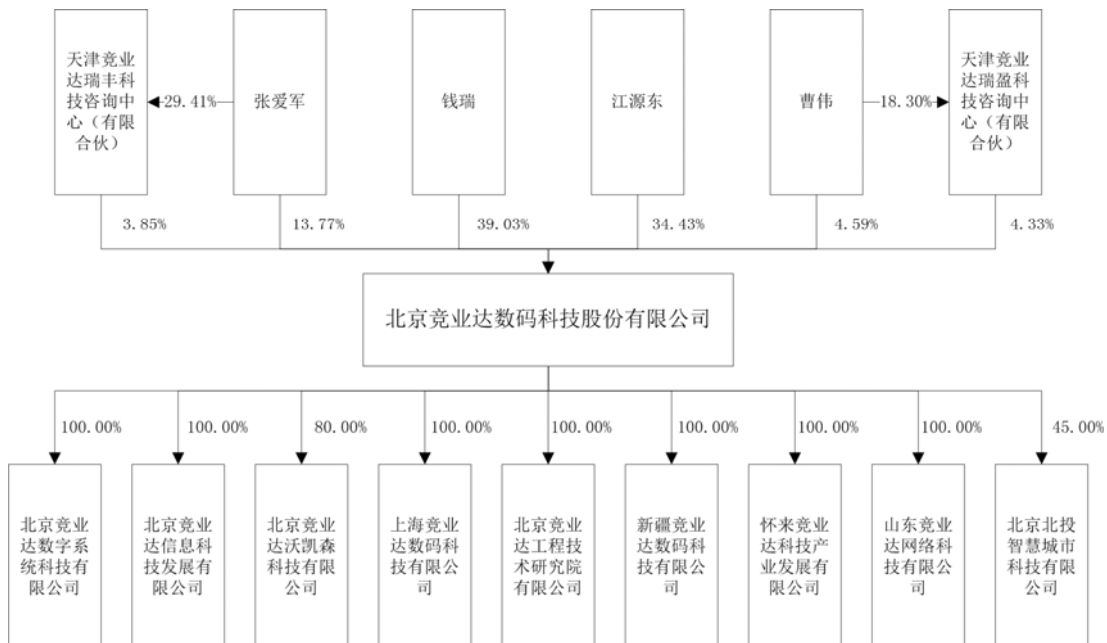 天津竞业
达瑞丰科
技咨询中
心（有限
合伙）
29.41%
张爱军
钱瑞
江源东
曹伟
18.30%
天津竞业
达瑞盈科
技咨询中
心（有限
合伙）
3.85%
13.77%
39.03%
34.43%
4.59%
4.33%
北京竞业达数码科技股份有限公司
100.00%
100.00%
80.00%
100.00%
100.00%
100.00%
100.00%
100.00%
45.00%
北京竞业
达数字系
统科技有
限公司
北京竞业
达信息科
技发展有
限公司
北京竞业
达沃凯森
科技有限
公司
上海竞业
达数码科
技有限公
司
北京竞业
达工程技
术研究院
有限公司
新疆竞业
达数码科
技有限公
司
怀来竞业
达科技产
业发展有
限公司
山东竞业
达网络科
技有限公
司
北京北投
智慧城市
科技有限
公司